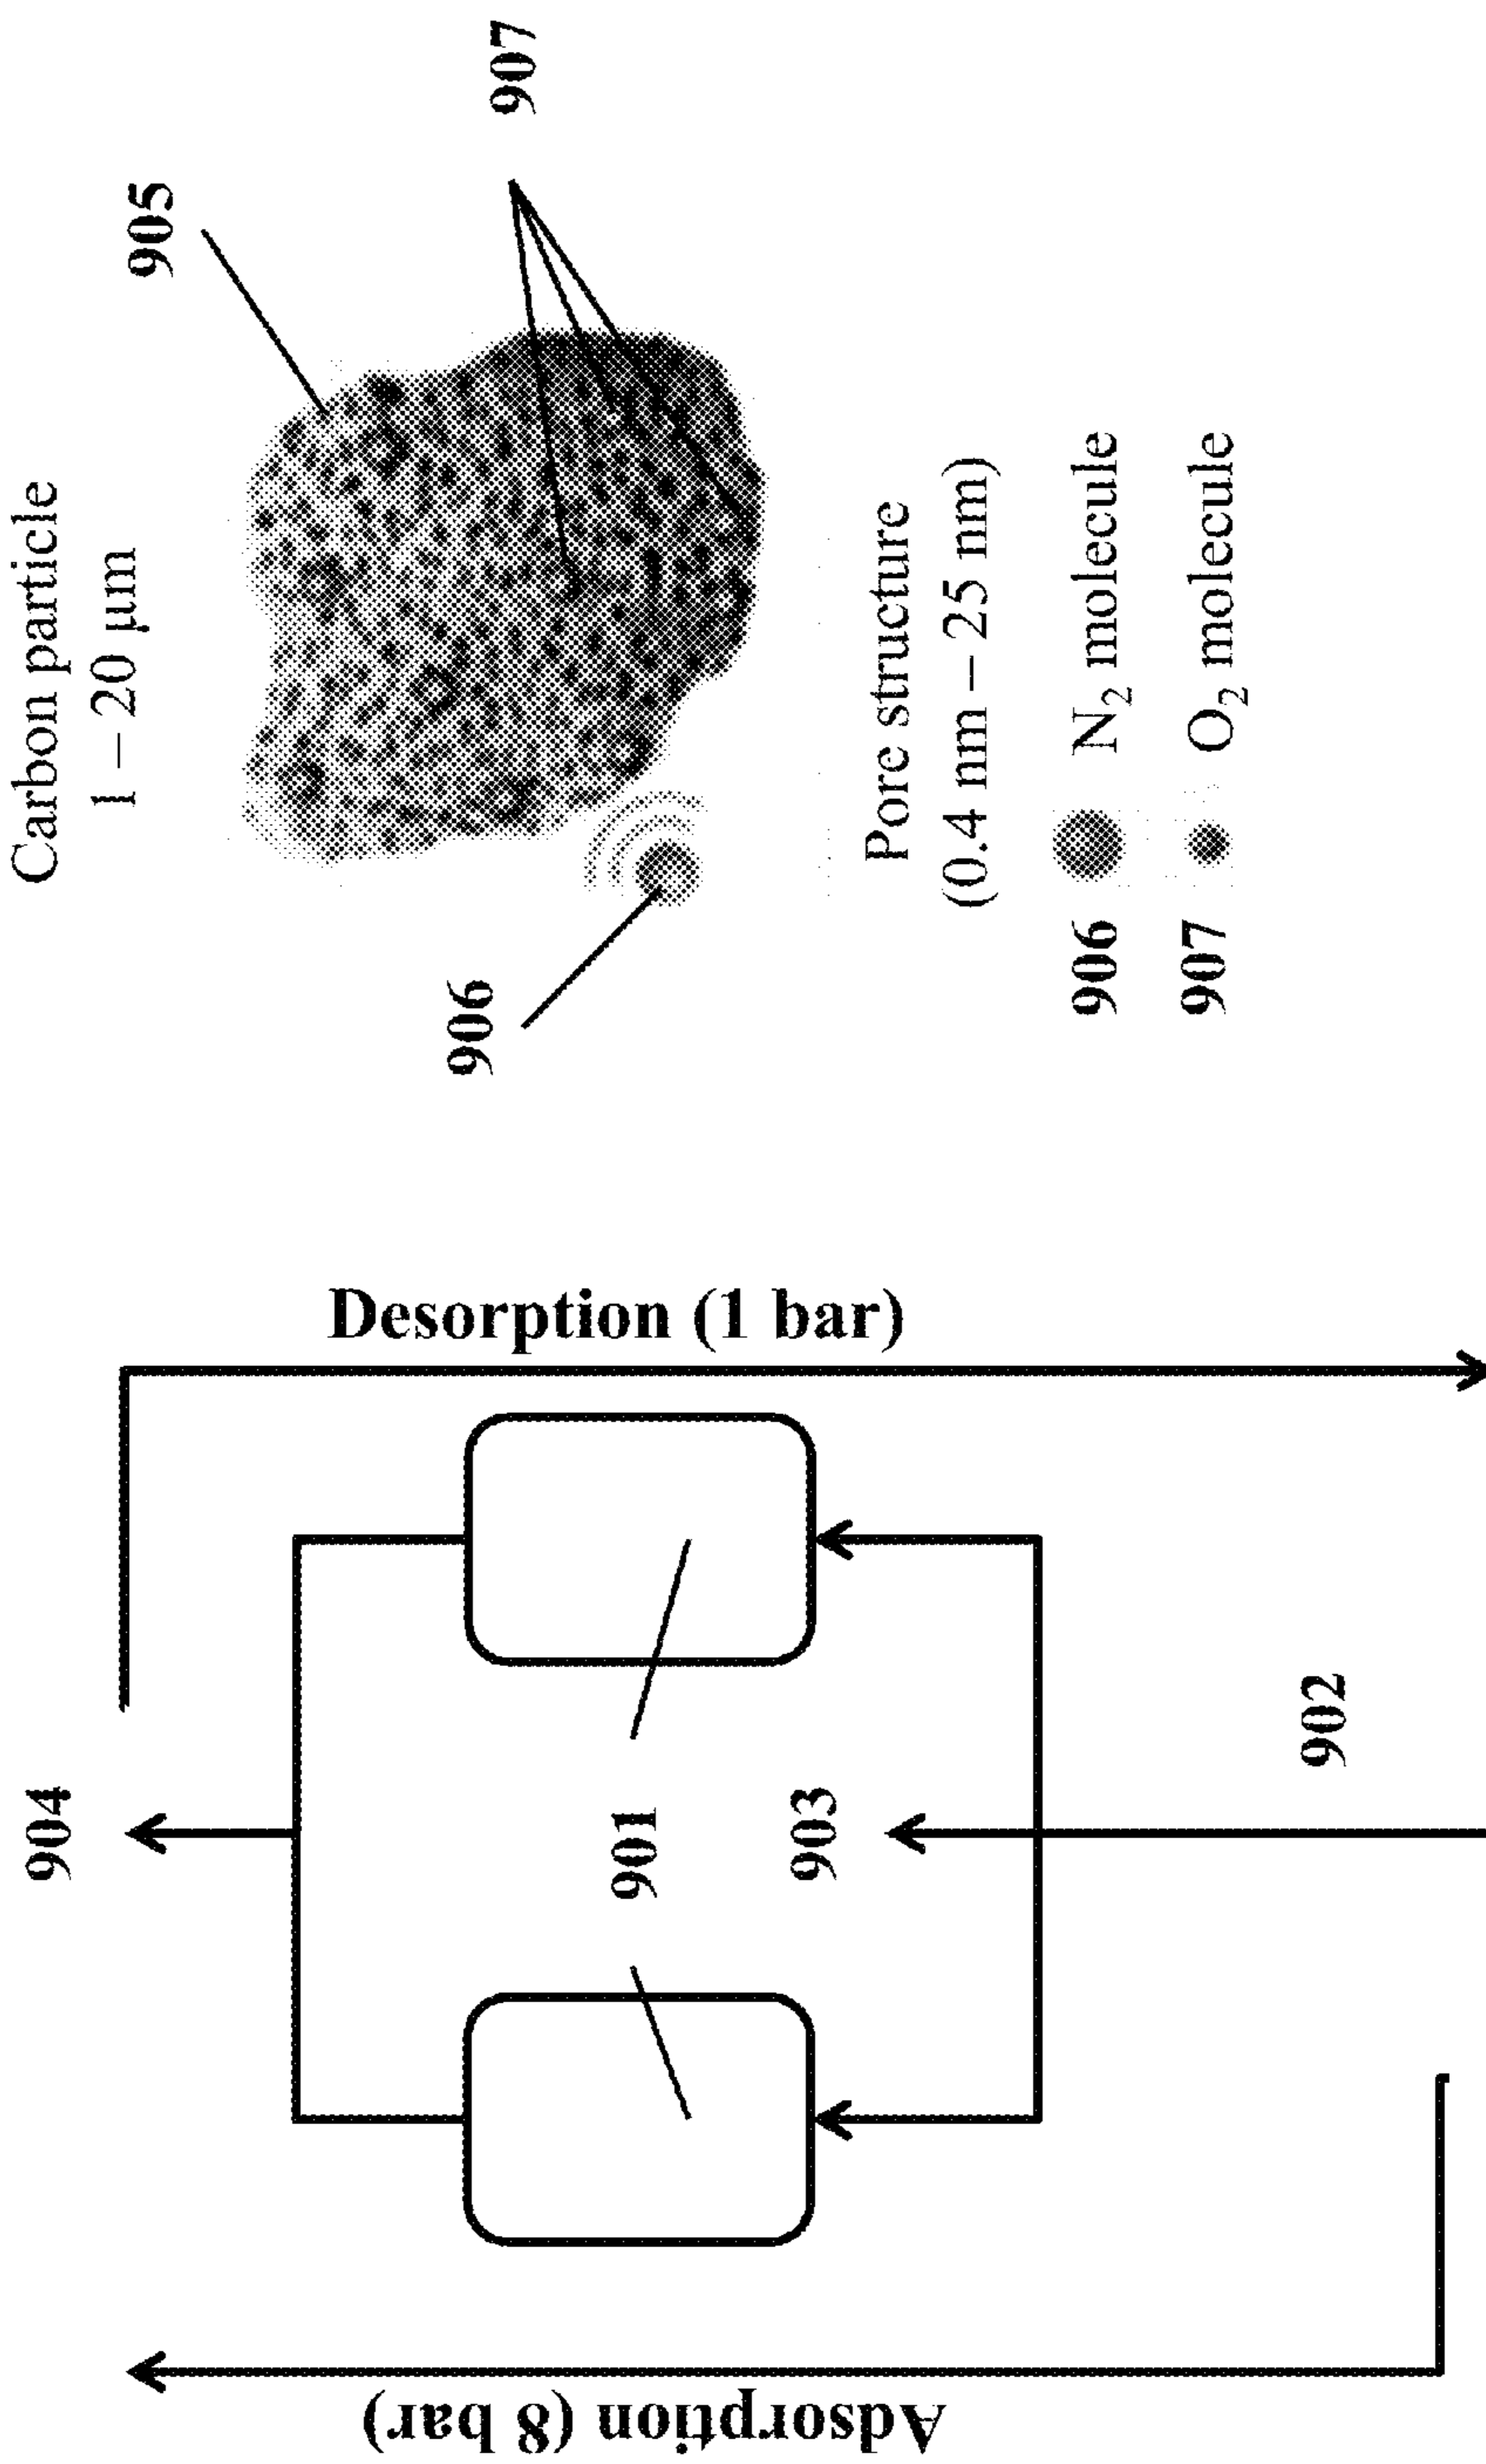 904
Adsorption (8 bar)
901
903
Desorption (1 bar)
902
Carbon particle
1 – 20 μm
905
906
907
Pore structure
(0.4 nm – 25 nm)
906 N₂ molecule
907 O₂ molecule